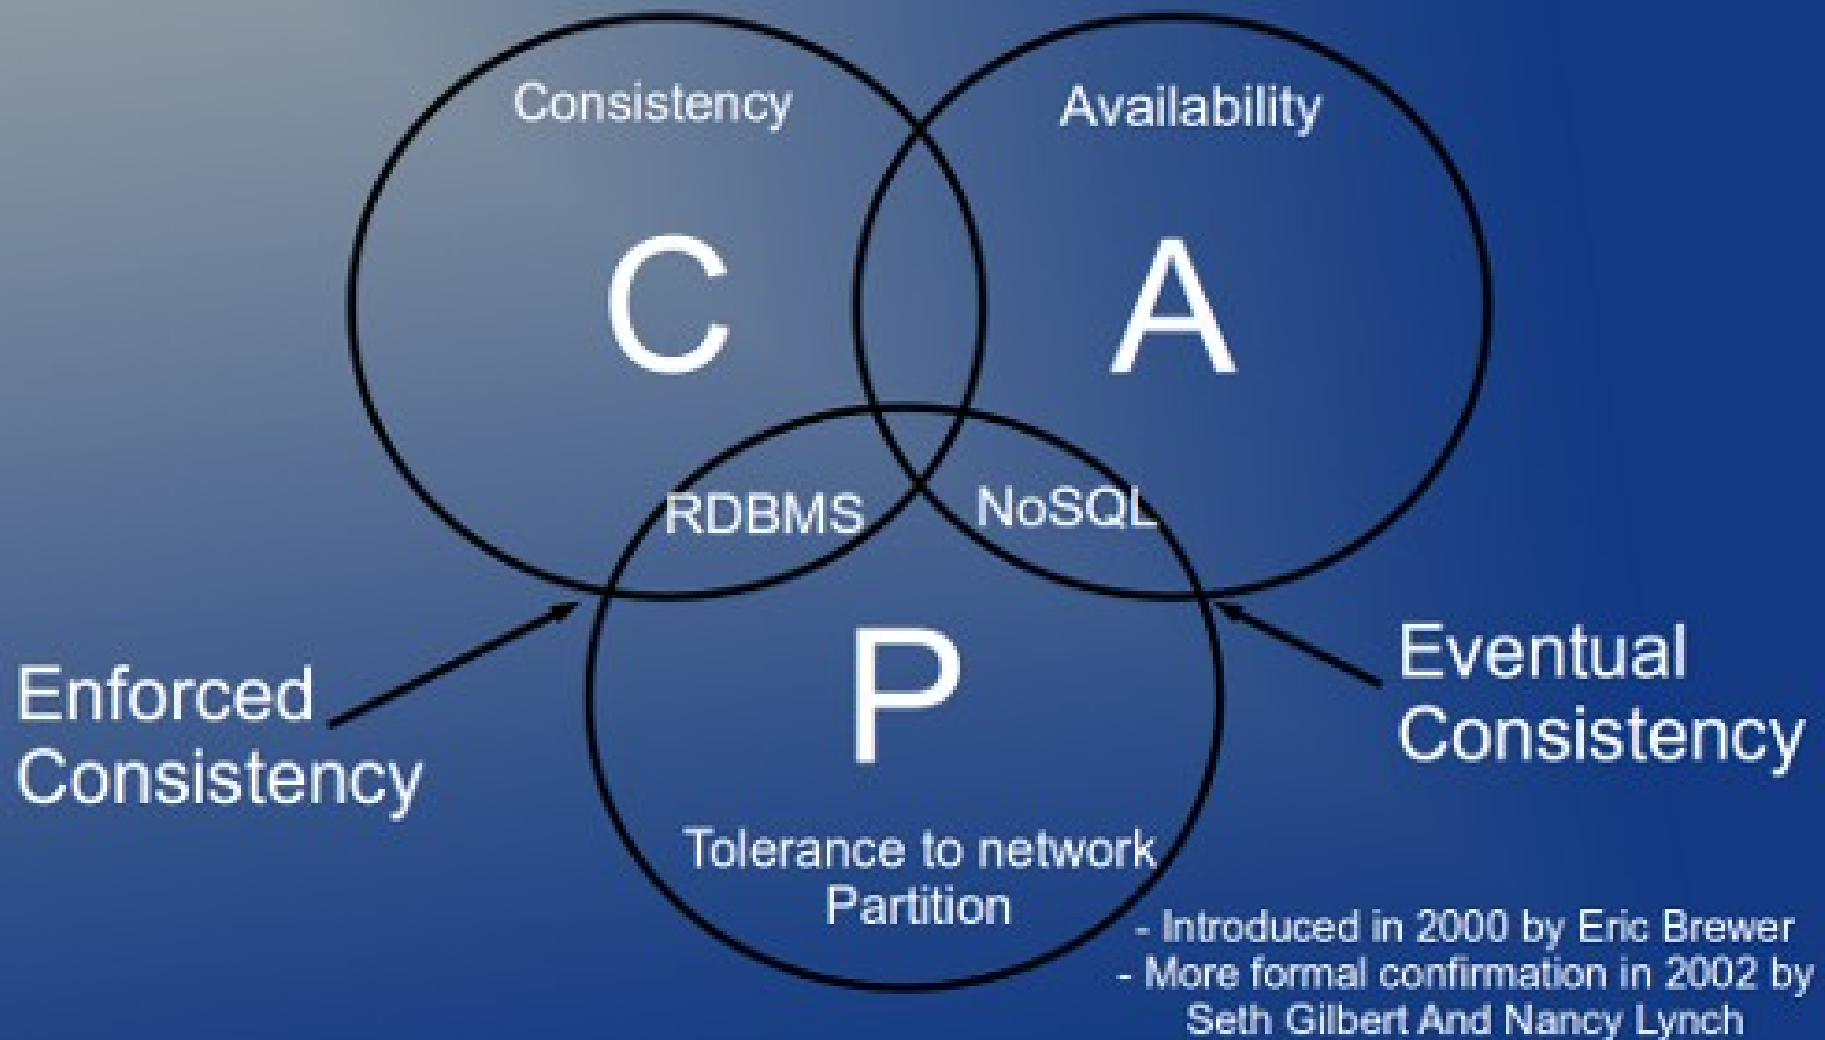 Consistency
Availability
C
A
RDBMS
NoSQL
Enforced
Consistency
P
Eventual
Consistency
Tolerance to network
Partition
- Introduced in 2000 by Eric Brewer
- More formal confirmation in 2002 by
Seth Gilbert And Nancy Lynch